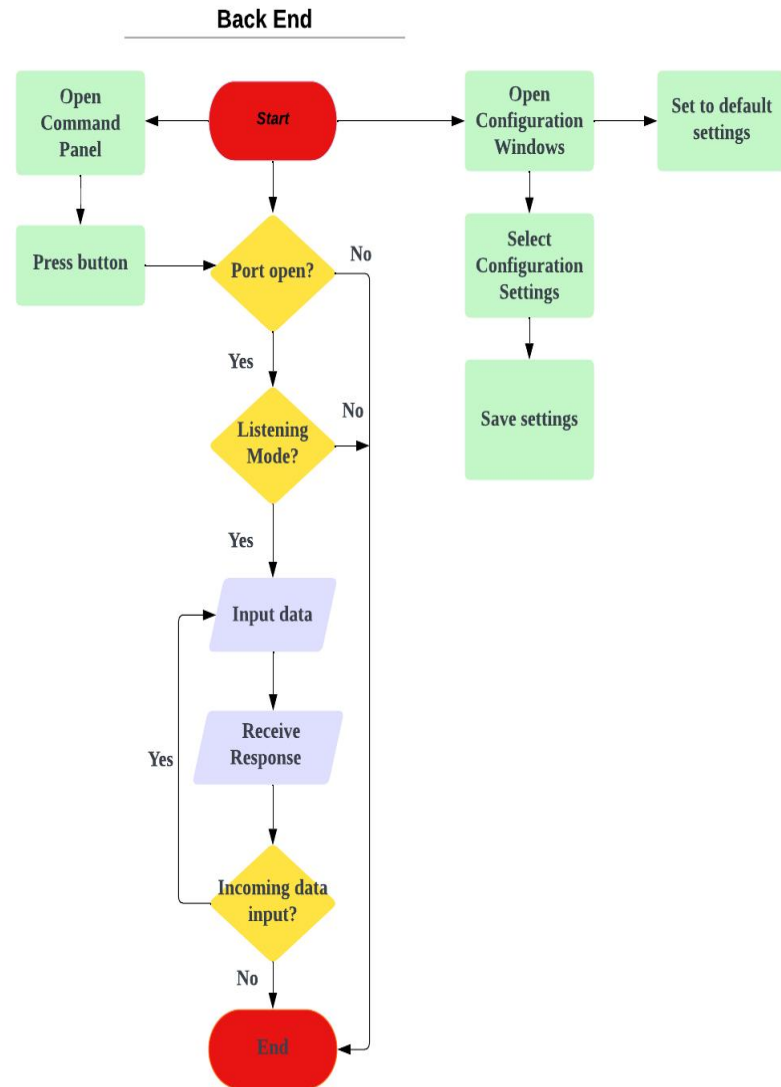 Back End
Open
Command
Panel
Start
Open
Configuration
Windows
Set to default
settings
Press button
Port open?
No
Select
Configuration
Settings
Yes
Listening
Mode?
No
Save settings
Yes
Input data
Receive
Response
Yes
Incoming data
input?
No
End